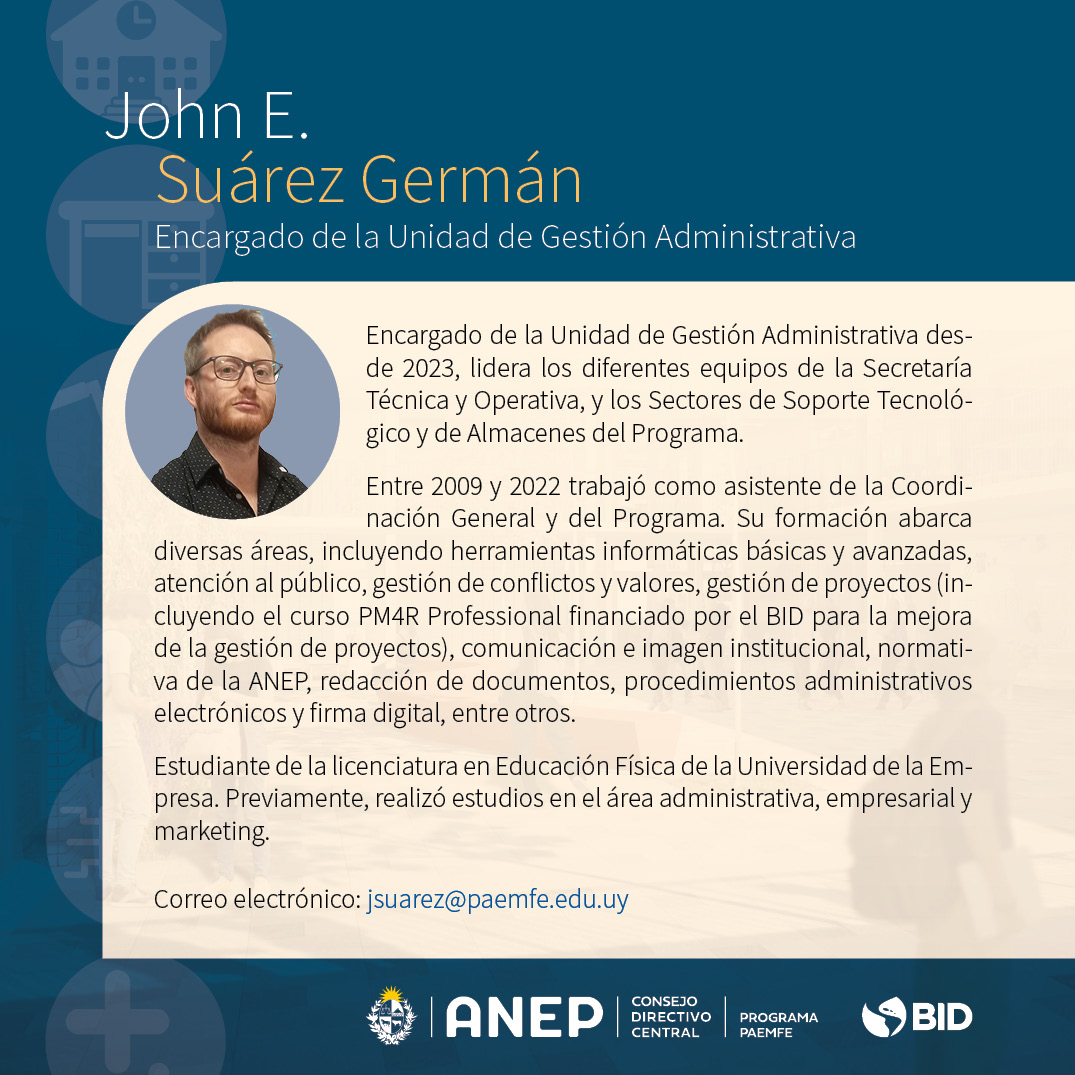 John E.
Suárez Germán
Encargado de la Unidad de Gestión Administrativa
Encargado de la Unidad de Gestión Administrativa des-
de 2023, lidera los diferentes equipos de la Secretaría
Técnica y Operativa, y los Sectores de Soporte Tecnoló-
gico y de Almacenes del Programa.
Entre 2009 y 2022 trabajó como asistente de la Coordi-
nación General y del Programa. Su formación abarca
diversas áreas, incluyendo herramientas informáticas básicas y avanzadas,
atención al público, gestión de conflictos y valores, gestión de proyectos (in-
cluyendo el curso PM4R Professional financiado por el BID para la mejora
de la gestión de proyectos), comunicación e imagen institucional, normati-
va de la ANEP, redacción de documentos, procedimientos administrativos
electrónicos y firma digital, entre otros.
Estudiante de la licenciatura en Educación Física de la Universidad de la Em-
presa. Previamente, realizó estudios en el área administrativa, empresarial y
marketing.
Correo electrónico: jsuarez@paemfe.edu.uy
ANEP
CONSEJO
DIRECTIVO
CENTRAL
PROGRAMA
PAEMFE
BID